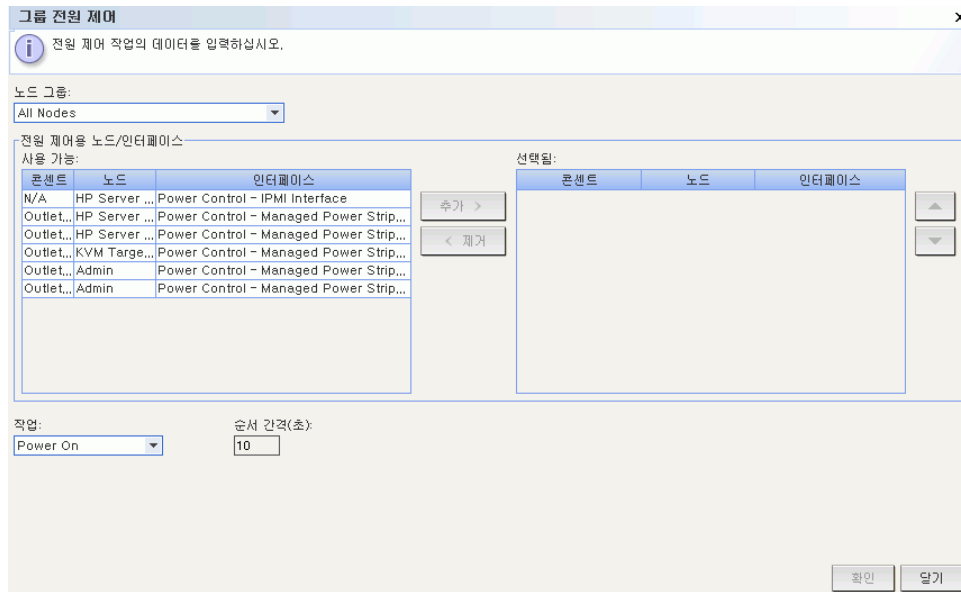 그룹 전원 제어
전원 제어 작업의 데이터를 입력하십시오.
노드 그룹:
All Nodes
전원 제어용 노드/인터페이스
사용 가능:
콘센트 노드 인터페이스
N/A HP Server ... Power Control - IPMI Interface
Outlet... HP Server ... Power Control - Managed Power Strip...
Outlet... HP Server ... Power Control - Managed Power Strip...
Outlet... KVM Targe... Power Control - Managed Power Strip...
Outlet... Admin Power Control - Managed Power Strip...
Outlet... Admin Power Control - Managed Power Strip...
추가 >
< 제거
선택됨:
콘센트 노드 인터페이스
작업:
Power On
순서 간격(초):
10
확인
닫기